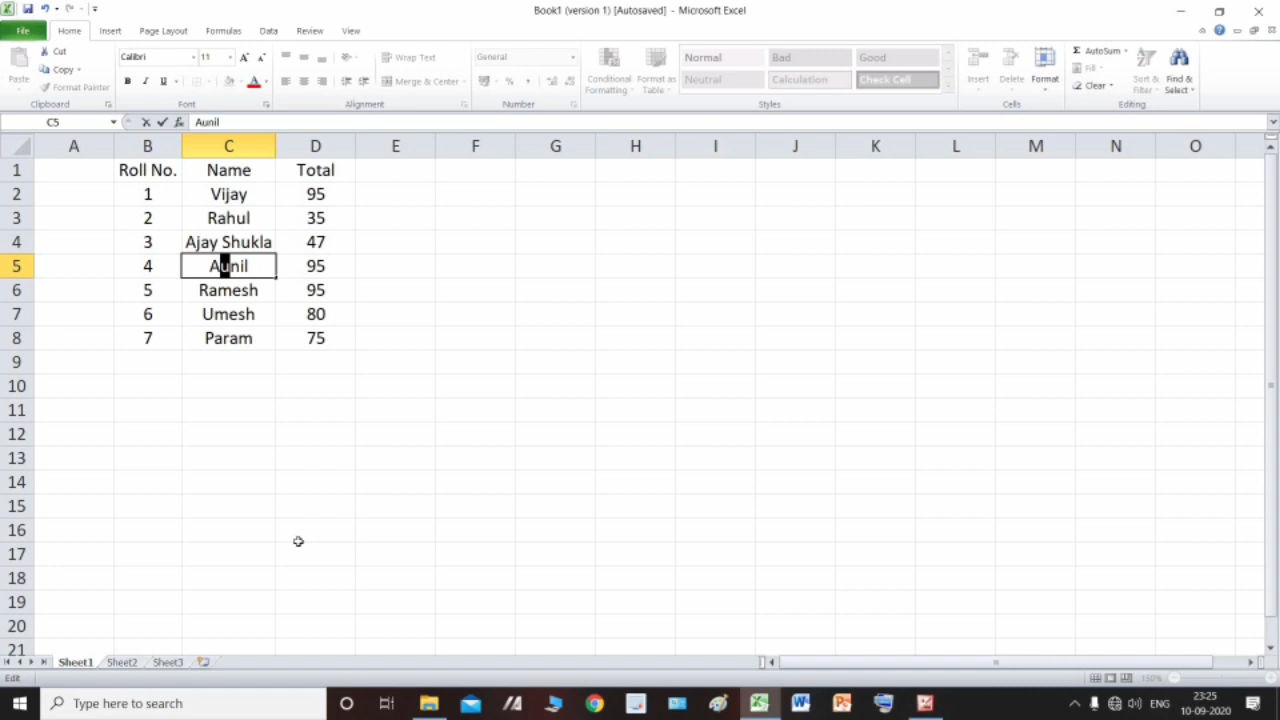 Book1 (version 1) [Autosaved] - Microsoft Excel
File Home Insert Page Layout Formulas Data Review View
Paste Cut Copy Format Painter Clipboard
Calibri 11 A A B I U A Font
Wrap Text Merge & Center Alignment
General % , Number
Conditional Formatting Format as Table Normal Bad Good Neutral Calculation Check Cell Styles
Insert Delete Format Cells
Σ AutoSum Fill Clear Sort & Filter Find & Select Editing
C5 fx Aunil
A B C D E F G H I J K L M N O
1 Roll No. Name Total
2 1 Vijay 95
3 2 Rahul 35
4 3 Ajay Shukla 47
5 4 Aunil 95
6 5 Ramesh 95
7 6 Umesh 80
8 7 Param 75
9
10
11
12
13
14
15
16
17
18
19
20
21
Sheet1 Sheet2 Sheet3
Edit 150%
Type here to search ENG 23:25
10-09-2020